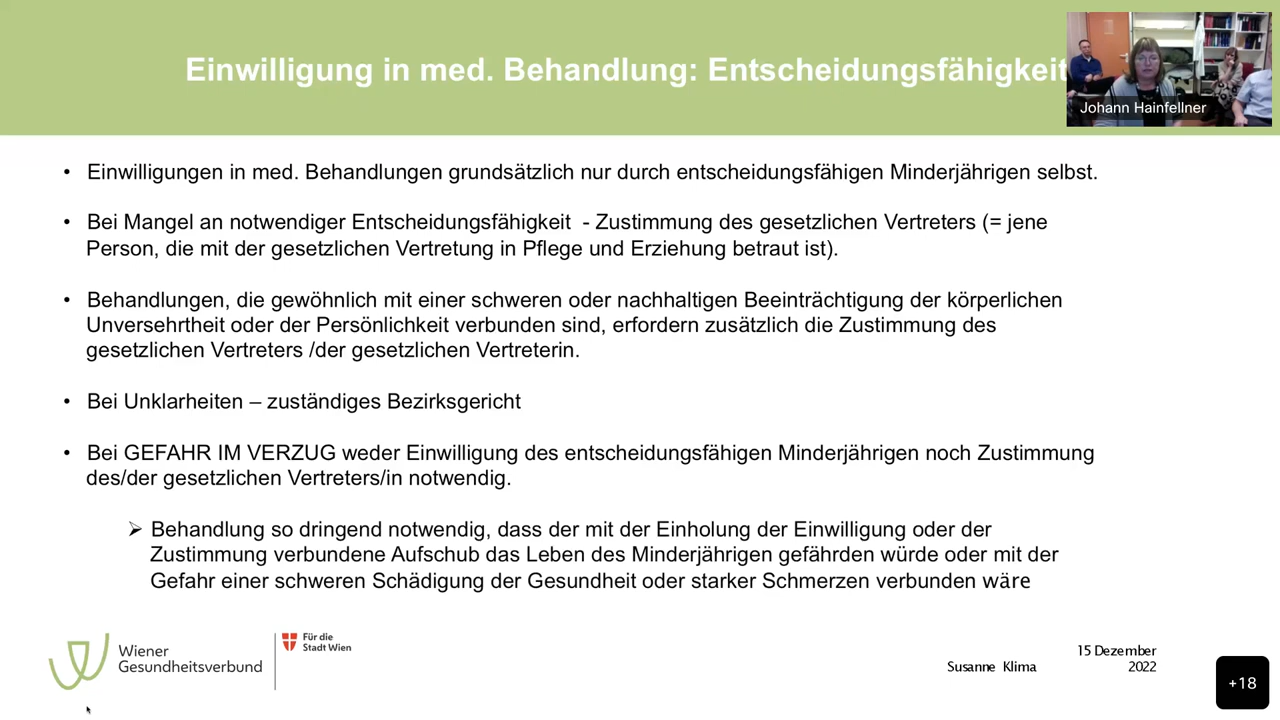 Einwilligung in med. Behandlung: Entscheidungsfähigkeit
Johann Hainfellner
• Einwilligungen in med. Behandlungen grundsätzlich nur durch entscheidungsfähigen Minderjährigen selbst.
• Bei Mangel an notwendiger Entscheidungsfähigkeit - Zustimmung des gesetzlichen Vertreters (= jene
Person, die mit der gesetzlichen Vertretung in Pflege und Erziehung betraut ist).
• Behandlungen, die gewöhnlich mit einer schweren oder nachhaltigen Beeinträchtigung der körperlichen
Unversehrtheit oder der Persönlichkeit verbunden sind, erfordern zusätzlich die Zustimmung des
gesetzlichen Vertreters /der gesetzlichen Vertreterin.
• Bei Unklarheiten – zuständiges Bezirksgericht
• Bei GEFAHR IM VERZUG weder Einwilligung des entscheidungsfähigen Minderjährigen noch Zustimmung
des/der gesetzlichen Vertreters/in notwendig.
➢ Behandlung so dringend notwendig, dass der mit der Einholung der Einwilligung oder der
Zustimmung verbundene Aufschub das Leben des Minderjährigen gefährden würde oder mit der
Gefahr einer schweren Schädigung der Gesundheit oder starker Schmerzen verbunden wäre
Wiener
Gesundheitsverbund
Für die
Stadt Wien
Susanne Klima
15 Dezember
2022
+18